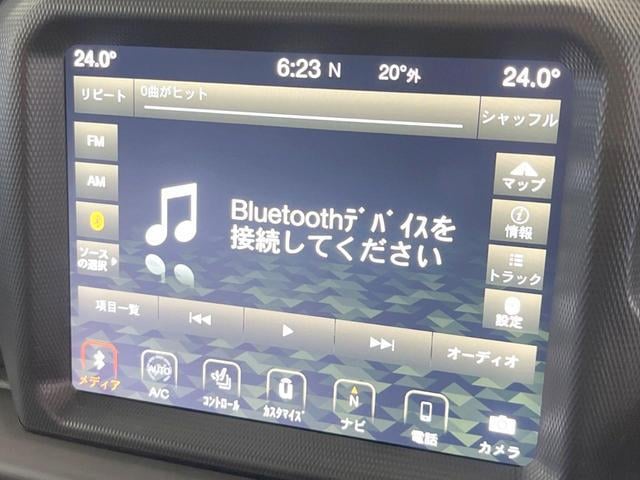 24.0°
6:23 N
20°外
24.0°
リピート
0曲がヒット
シャッフル
FM
AM
ソース
の選択
Bluetoothﾃﾞﾊﾞｲｽを
接続してください
マップ
情報
トラック
設定
項目一覧
オーディオ
メディア
AUTO
A/C
ｺﾝﾄﾛｰﾙ
ｶｽﾀﾏｲｽﾞ
N
ナビ
電話
カメラ